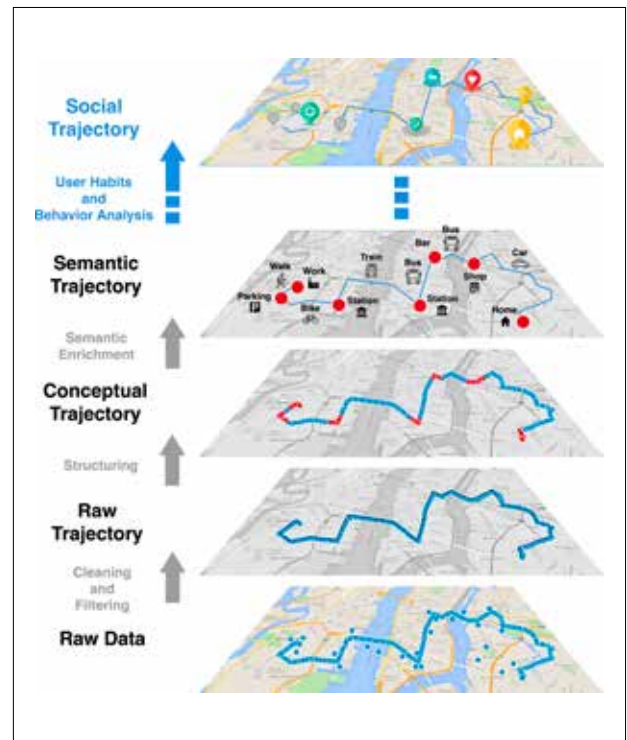 Social
Trajectory
User Habits
and
Behavior Analysis
Semantic
Trajectory
Walk
Work
Parking
P
Bike
Station
Train
Bus
Station
Bar
Bus
Shop
Car
Home
Semantic
Enrichment
Conceptual
Trajectory
Structuring
Raw
Trajectory
Cleaning
and
Filtering
Raw Data